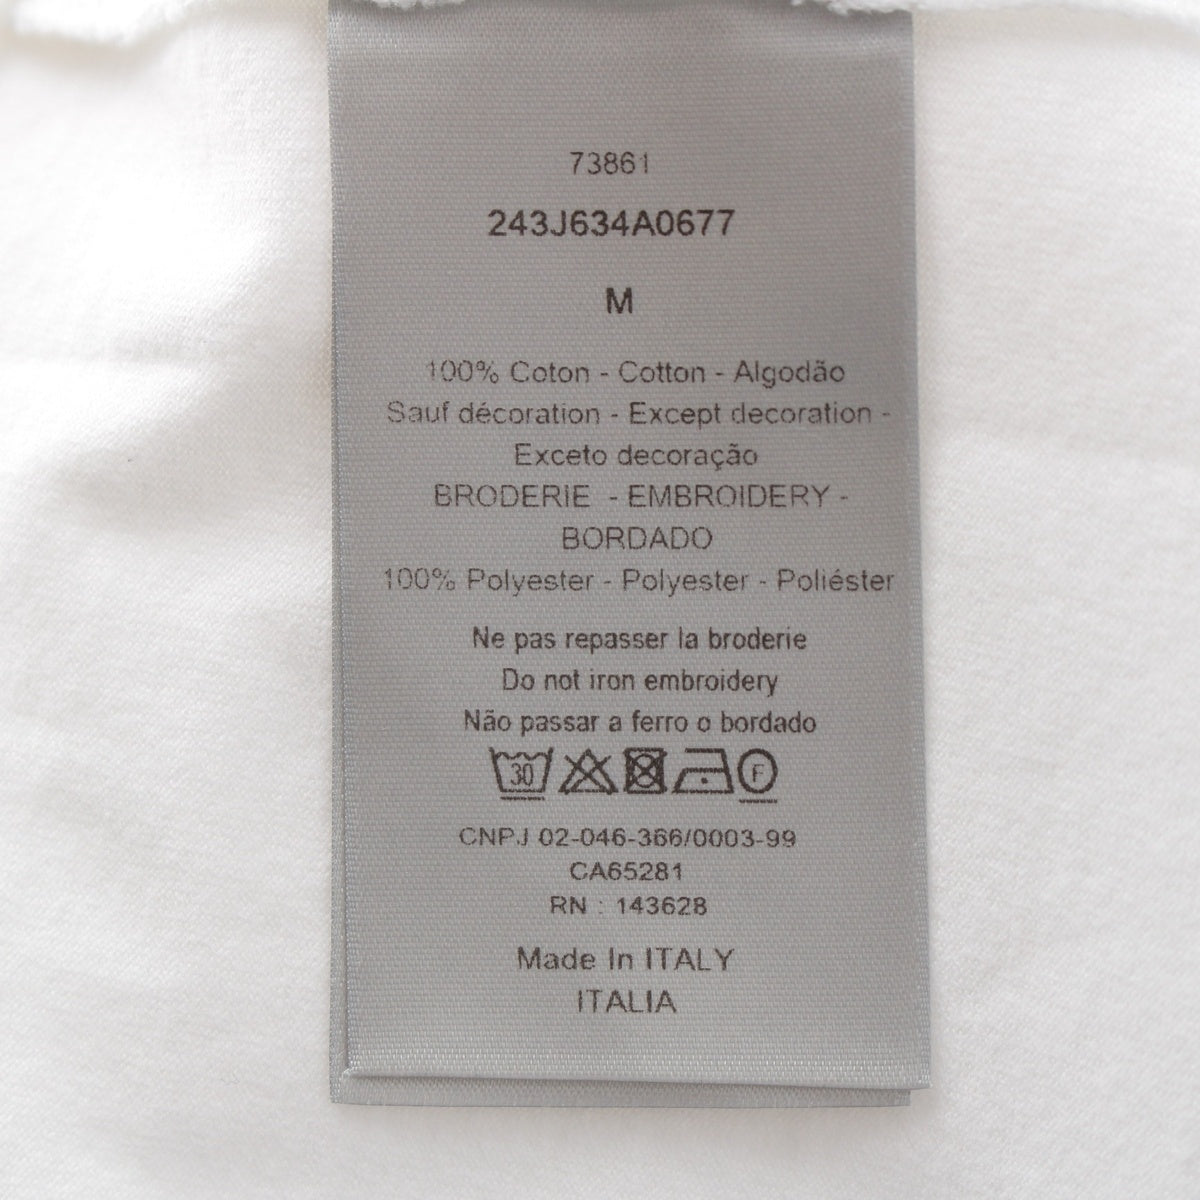 73861
243J634A0677
M
100% Coton - Cotton - Algodão
Sauf décoration - Except decoration -
Exceto decoração
BRODERIE - EMBROIDERY -
BORDADO
100% Polyester - Polyester - Poliéster
Ne pas repasser la broderie
Do not iron embroidery
Não passar a ferro o bordado
30 F
CNPJ 02-046-366/0003-99
CA65281
RN : 143628
Made In ITALY
ITALIA